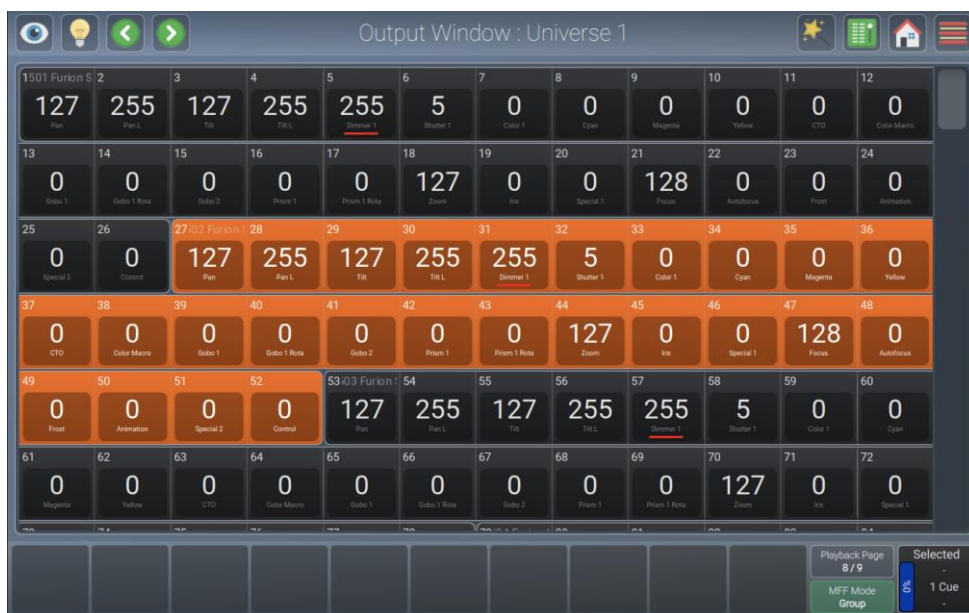 Output Window : Universe 1
1 501 Furion S 2 3 4 5 6 7 8 9 10 11 12
127 255 127 255 255 5 0 0 0 0 0 0
Pan Pan L Tilt Tilt L Dimmer 1 Shutter 1 Color 1 Cyan Magenta Yellow CTO Color Macro
13 14 15 16 17 18 19 20 21 22 23 24
0 0 0 0 0 127 0 0 128 0 0 0
Gobo 1 Gobo 1 Rota Gobo 2 Prism 1 Prism 1 Rota Zoom Iris Special 1 Focus Autofocus Frost Animation
25 26 27 02 Furion 28 29 30 31 32 33 34 35 36
0 0 127 255 127 255 255 5 0 0 0 0
Special 2 Control Pan Pan L Tilt Tilt L Dimmer 1 Shutter 1 Color 1 Cyan Magenta Yellow
37 38 39 40 41 42 43 44 45 46 47 48
0 0 0 0 0 0 0 127 0 0 128 0
CTO Color Macro Gobo 1 Gobo 1 Rota Gobo 2 Prism 1 Prism 1 Rota Zoom Iris Special 1 Focus Autofocus
49 50 51 52 53 03 Furion 54 55 56 57 58 59 60
0 0 0 0 127 255 127 255 255 5 0 0
Frost Animation Special 2 Control Pan Pan L Tilt Tilt L Dimmer 1 Shutter 1 Color 1 Cyan
61 62 63 64 65 66 67 68 69 70 71 72
0 0 0 0 0 0 0 0 0 127 0 0
Magenta Yellow CTO Color Macro Gobo 1 Gobo 1 Rota Gobo 2 Prism 1 Prism 1 Rota Zoom Iris Special 1
Playback Page
8 / 9
MFF Mode
Group
Selected
-
0%
1 Cue
-